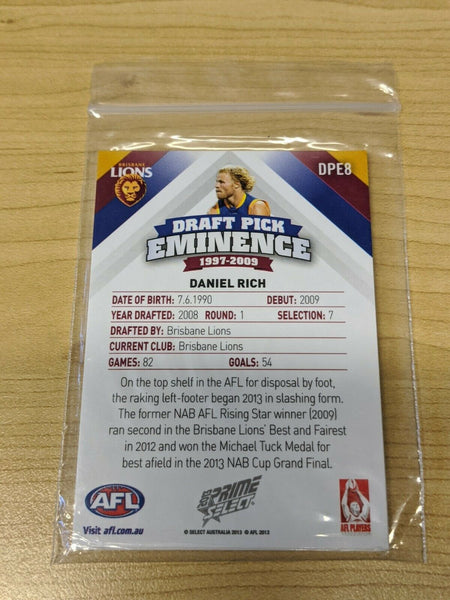 BRISBANE
LIONS
DPE8
DRAFT PICK
EMINENCE
1997-2009
DANIEL RICH
DATE OF BIRTH: 7.6.1990 DEBUT: 2009
YEAR DRAFTED: 2008 ROUND: 1 SELECTION: 7
DRAFTED BY: Brisbane Lions
CURRENT CLUB: Brisbane Lions
GAMES: 82 GOALS: 54
On the top shelf in the AFL for disposal by foot,
the raking left-footer began 2013 in slashing form.
The former NAB AFL Rising Star winner (2009)
ran second in the Brisbane Lions' Best and Fairest
in 2012 and won the Michael Tuck Medal for
best afield in the 2013 NAB Cup Grand Final.
AFL
Visit afl.com.au
2013 PRIME
SELECT
© SELECT AUSTRALIA 2013 © AFL 2013
AFL PLAYERS